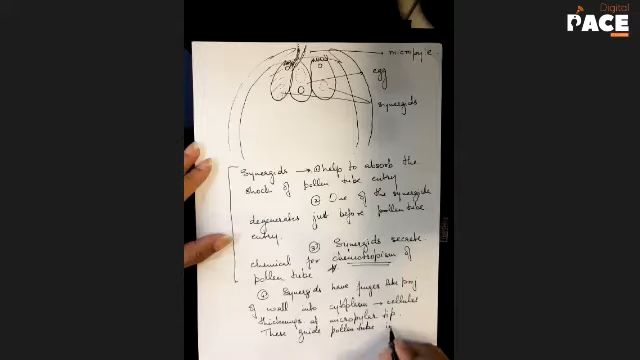 Digital
PACE
micropyle
egg
synergids
Synergids → ① help to absorb the
shock of pollen tube entry
② One of the synergids
degenerates just before pollen tube
entry.
③ Synergids secrete
chemical for chemotropism of
pollen tube
④ Synergids have finger like proj
of wall into cytoplasm → cellular
thickenings at micropylar tip.
These guide pollen tube